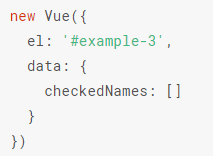 new Vue({
  el: '#example-3',
  data: {
    checkedNames: []
  }
})